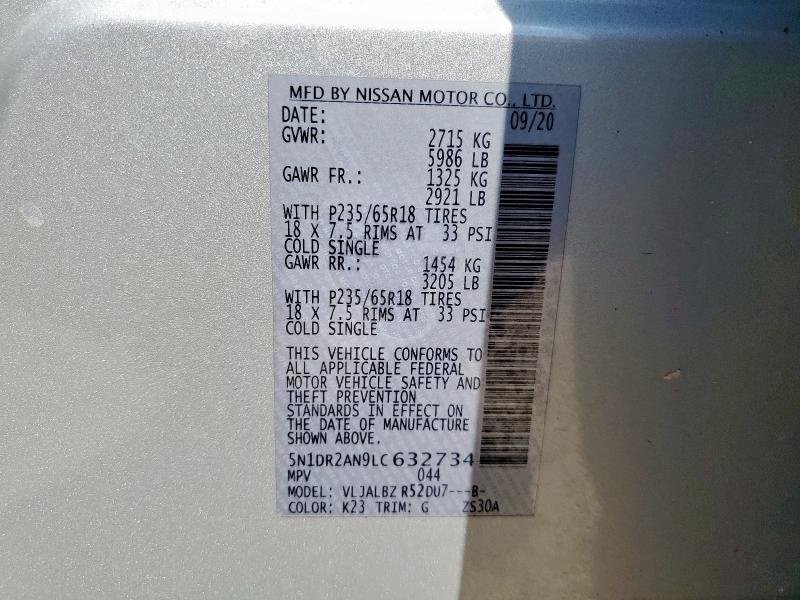 MFD BY NISSAN MOTOR CO., LTD.
DATE: 09/20
GVWR: 2715 KG
5986 LB
GAWR FR.: 1325 KG
2921 LB
WITH P235/65R18 TIRES
18 X 7.5 RIMS AT 33 PSI
COLD SINGLE
GAWR RR.: 1454 KG
3205 LB
WITH P235/65R18 TIRES
18 X 7.5 RIMS AT 33 PSI
COLD SINGLE
THIS VEHICLE CONFORMS TO
ALL APPLICABLE FEDERAL
MOTOR VEHICLE SAFETY AND
THEFT PREVENTION
STANDARDS IN EFFECT ON
THE DATE OF MANUFACTURE
SHOWN ABOVE.
5N1DR2AN9LC632734
MPV 044
MODEL: VLJALBZ R52DU7---B-
COLOR: K23 TRIM: G ZS30A